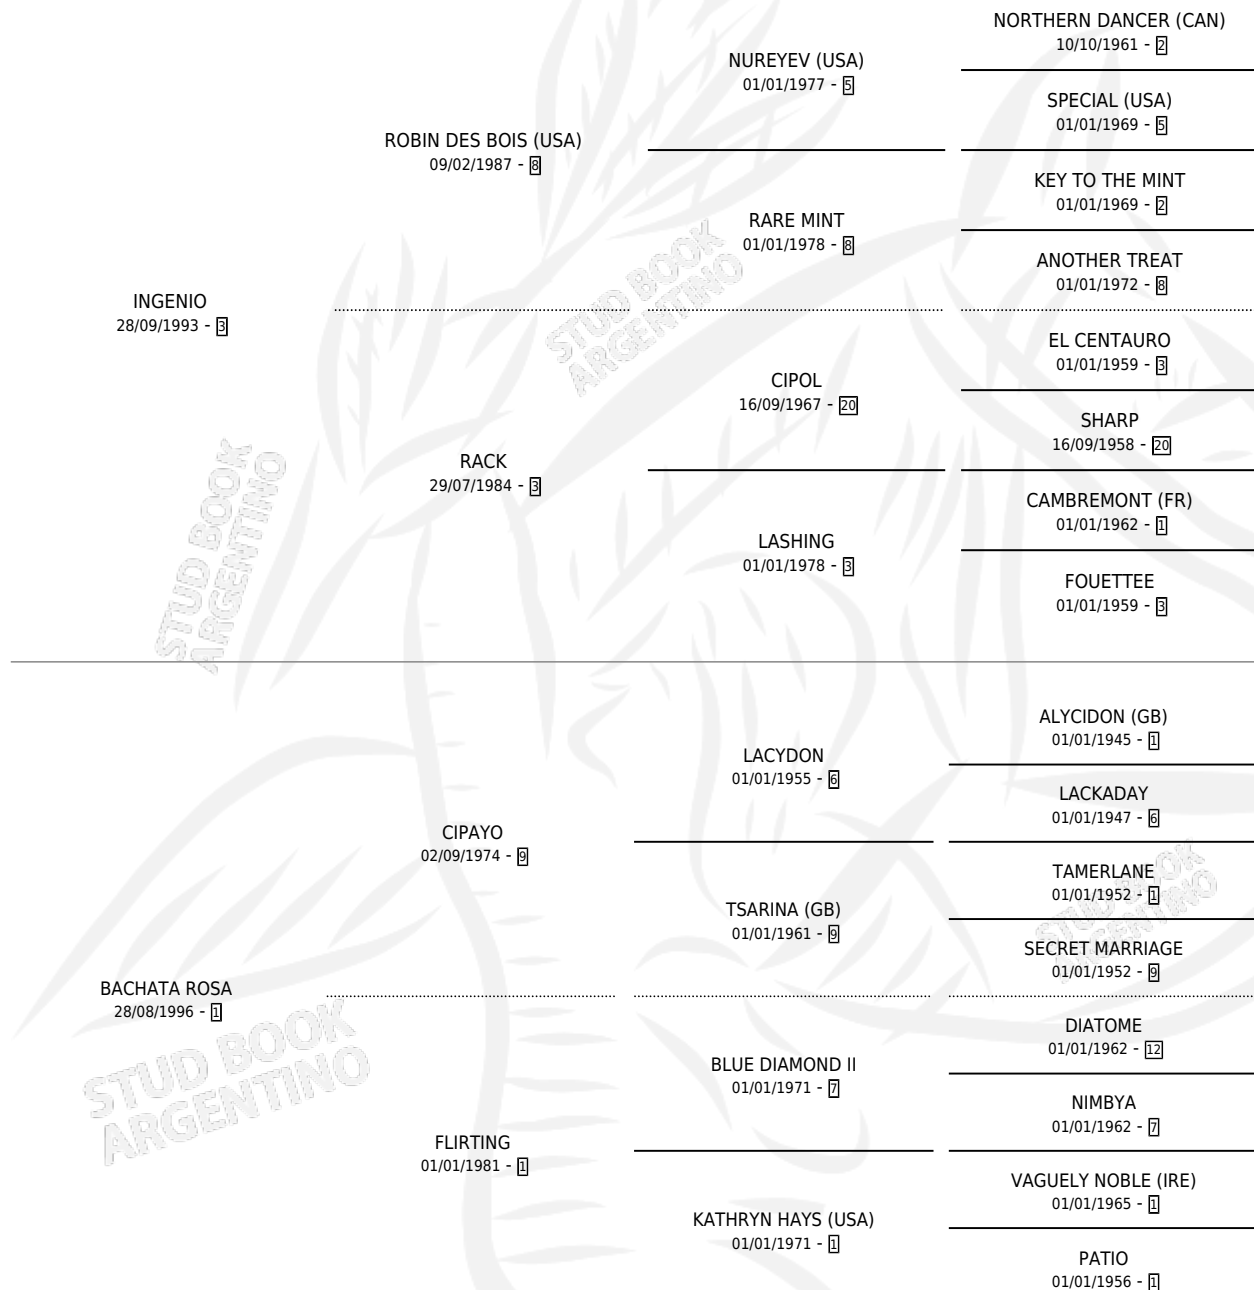 NORTHERN DANCER (CAN)
10/10/1961 - 2
NUREYEV (USA)
01/01/1977 - 5
SPECIAL (USA)
01/01/1969 - 5
ROBIN DES BOIS (USA)
09/02/1987 - 8
KEY TO THE MINT
01/01/1969 - 2
RARE MINT
01/01/1978 - 8
ANOTHER TREAT
01/01/1972 - 8
INGENIO
28/09/1993 - 3
EL CENTAURO
01/01/1959 - 3
CIPOL
16/09/1967 - 20
SHARP
16/09/1958 - 20
RACK
29/07/1984 - 3
CAMBREMONT (FR)
01/01/1962 - 1
LASHING
01/01/1978 - 3
FOUETTEE
01/01/1959 - 3
STUD BOOK
ARGENTINO
STUD BOOK
ARGENTINO
ALYCIDON (GB)
01/01/1945 - 1
LACYDON
01/01/1955 - 6
LACKADAY
01/01/1947 - 6
CIPAYO
02/09/1974 - 9
TAMERLANE
01/01/1952 - 1
TSARINA (GB)
01/01/1961 - 9
SECRET MARRIAGE
01/01/1952 - 9
STUD BOOK
ARGENTINO
BACHATA ROSA
28/08/1996 - 1
DIATOME
01/01/1962 - 12
BLUE DIAMOND II
01/01/1971 - 7
NIMBYA
01/01/1962 - 7
FLIRTING
01/01/1981 - 1
VAGUELY NOBLE (IRE)
01/01/1965 - 1
KATHRYN HAYS (USA)
01/01/1971 - 1
PATIO
01/01/1956 - 1
STUD BOOK
ARGENTINO